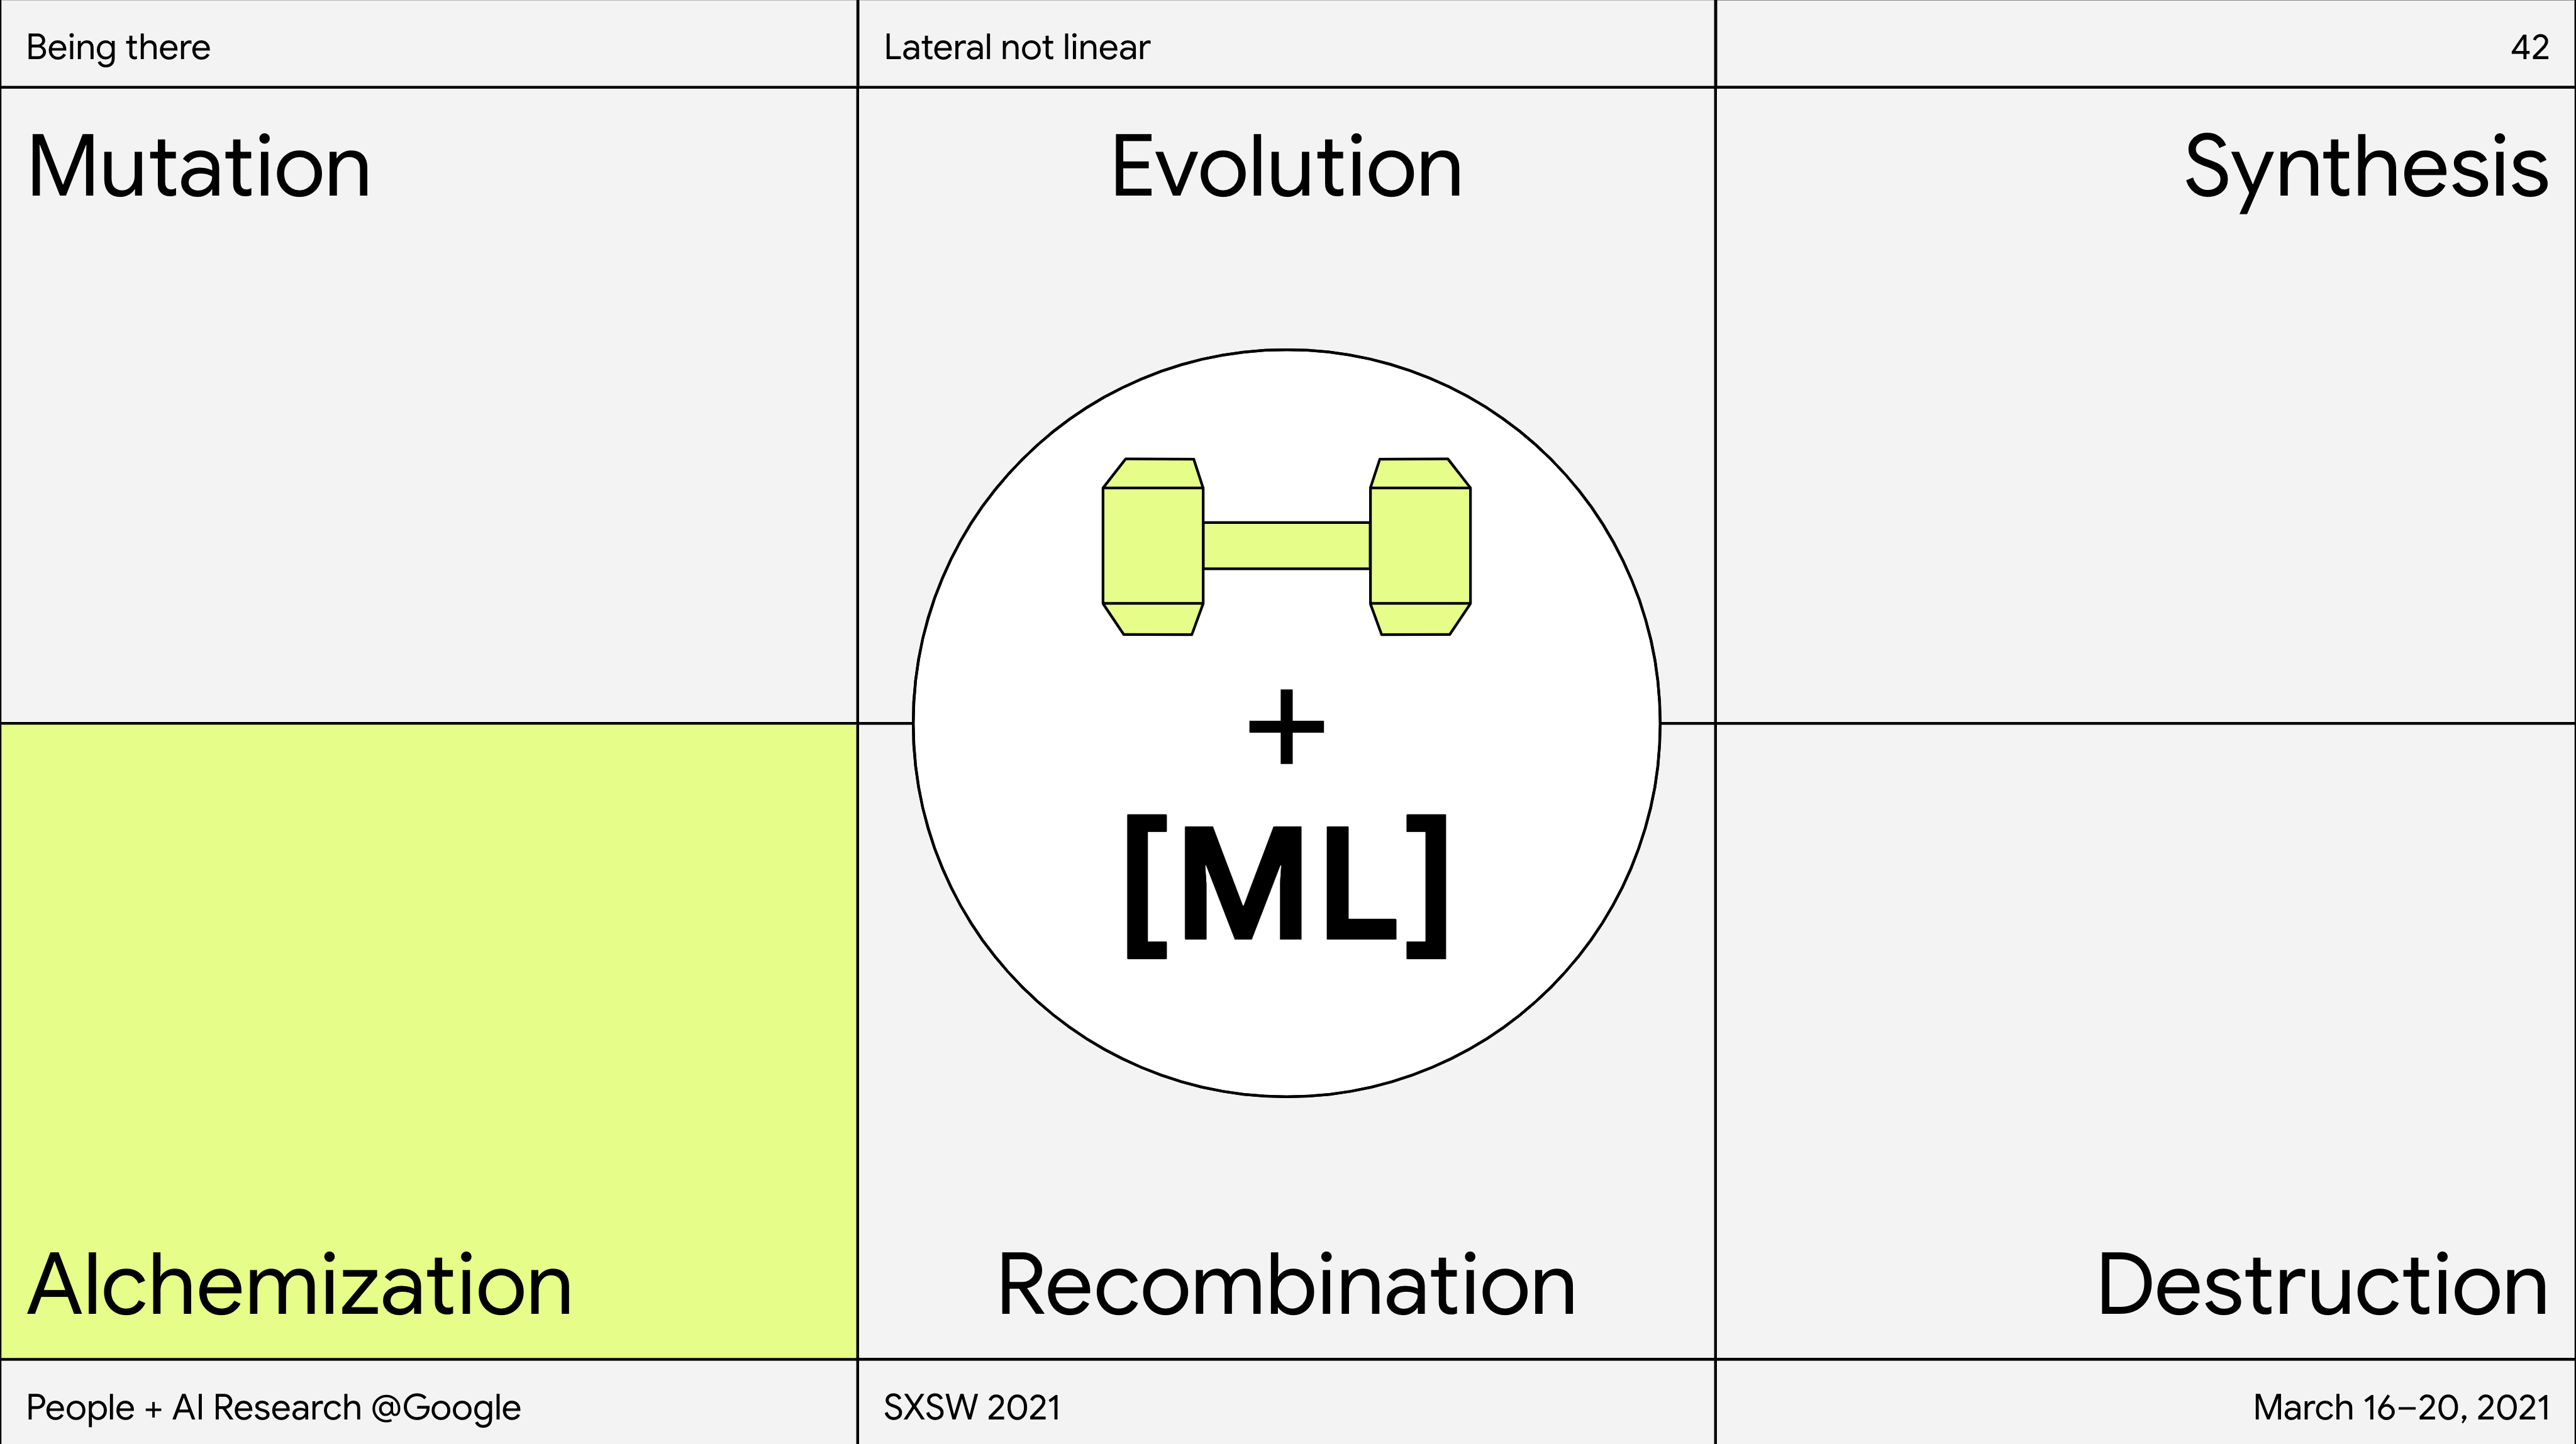 Being there
Lateral not linear
42
Mutation
Evolution
Synthesis
+
[ML]
Alchemization
Recombination
Destruction
People + AI Research @Google
SXSW 2021
March 16–20, 2021